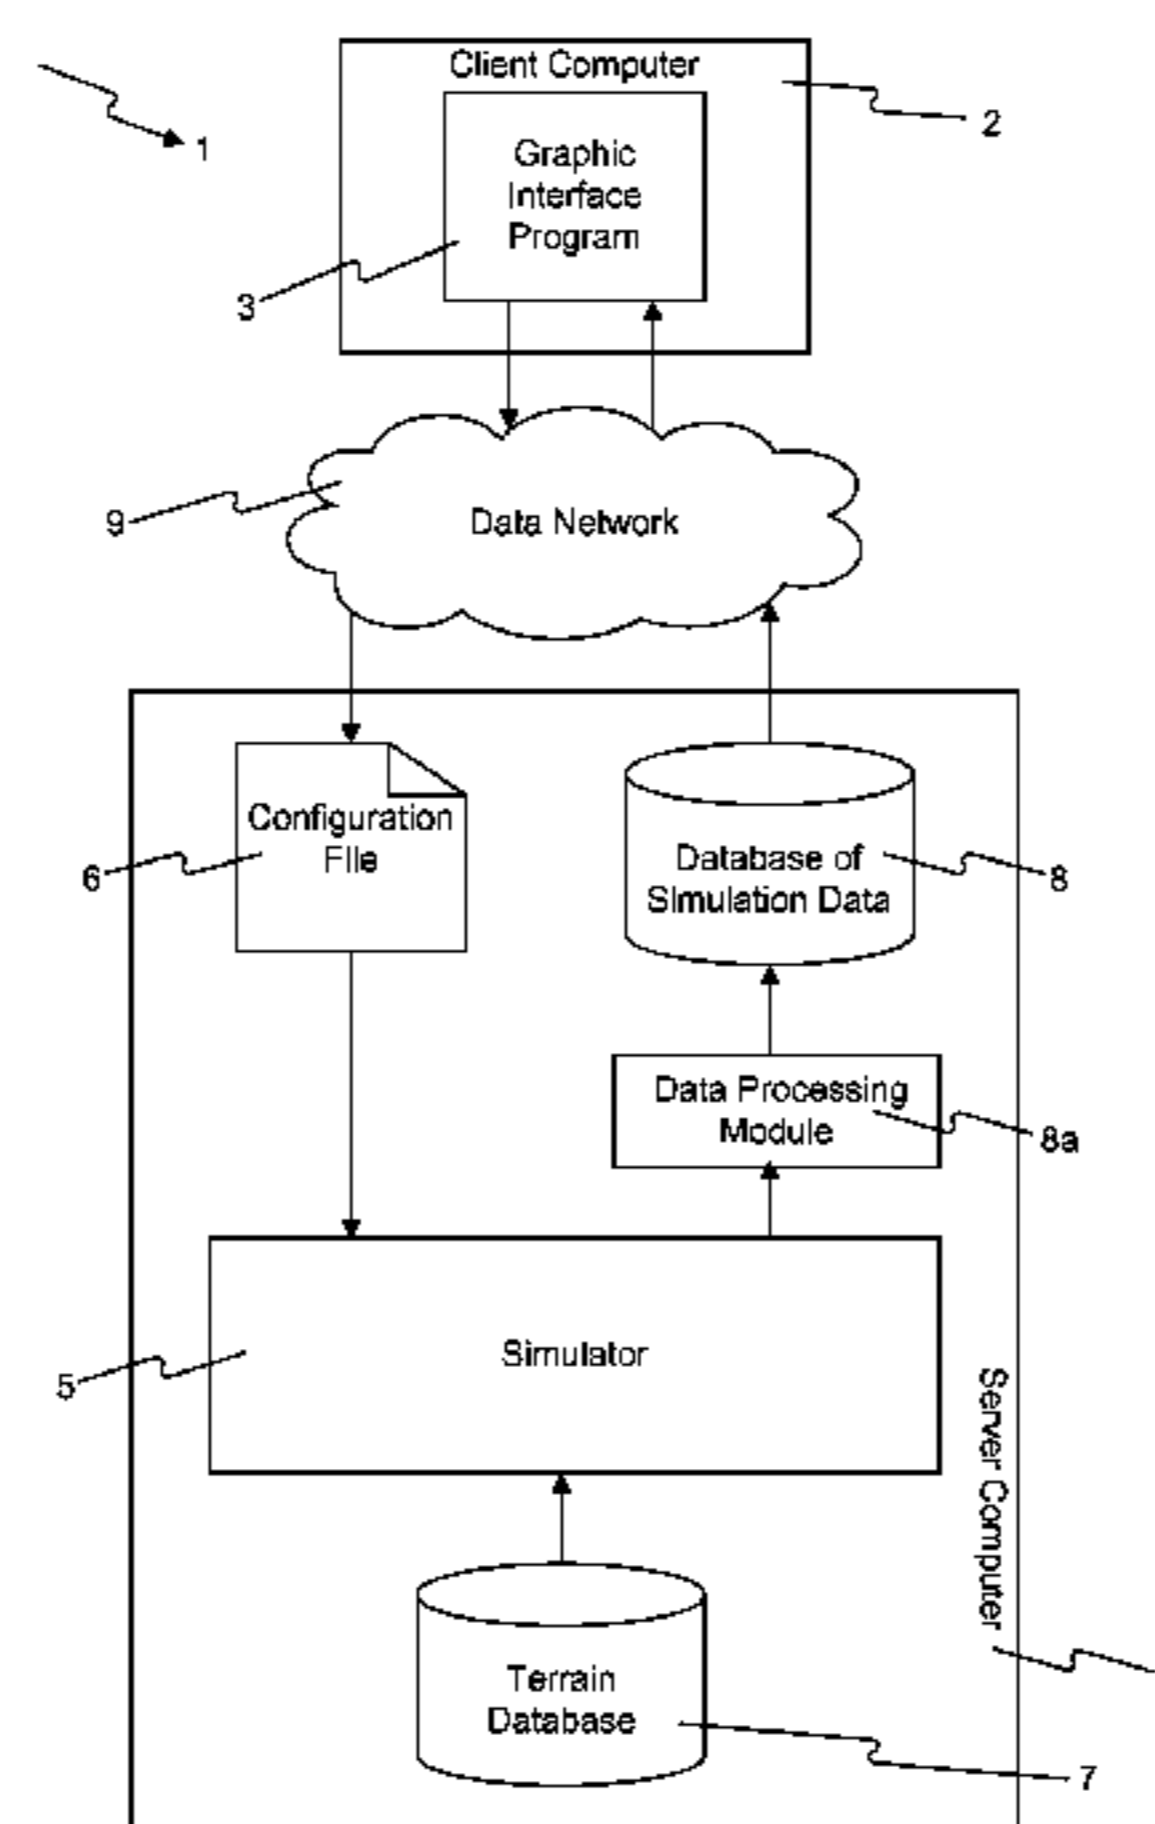 Client Computer
1
2
Graphic
Interface
Program
3
9
Data Network
Configuration
File
6
Database of
Simulation Data
8
Data Processing
Module
8a
Simulator
5
Server Computer
Terrain
Database
7